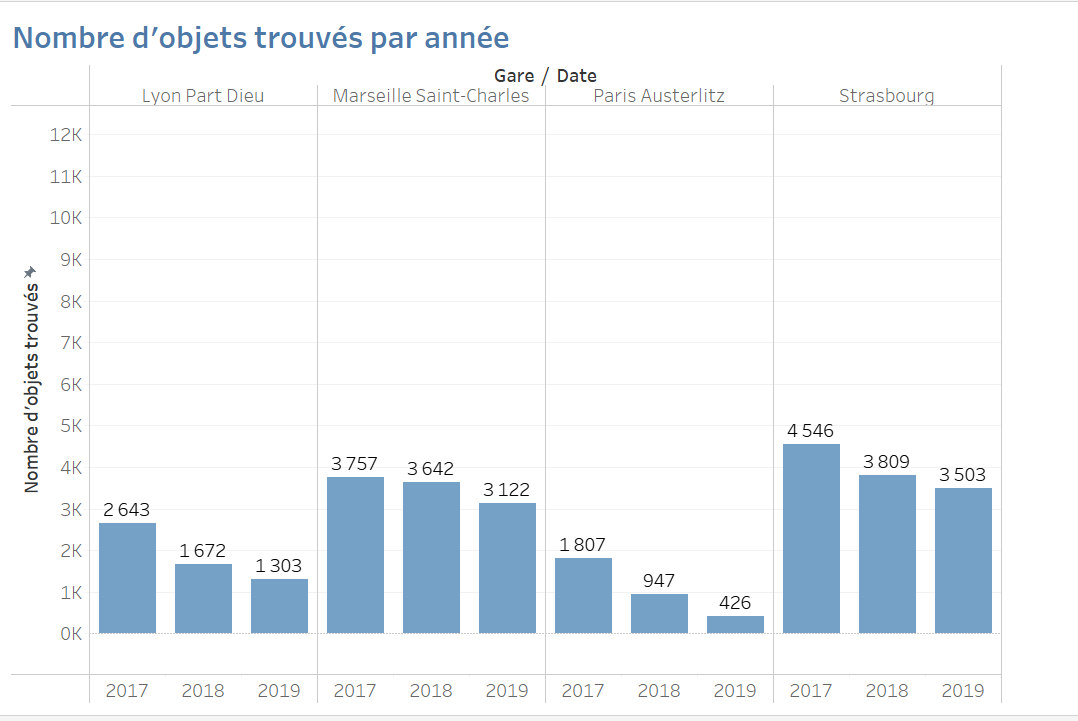 Nombre d’objets trouvés par année
Gare / Date
Lyon Part Dieu Marseille Saint-Charles Paris Austerlitz Strasbourg
Nombre d’objets trouvés
12K
11K
10K
9K
8K
7K
6K
5K
4K
3K
2K
1K
0K
2 643 1 672 1 303
3 757 3 642 3 122
1 807 947 426
4 546 3 809 3 503
2017 2018 2019 2017 2018 2019 2017 2018 2019 2017 2018 2019